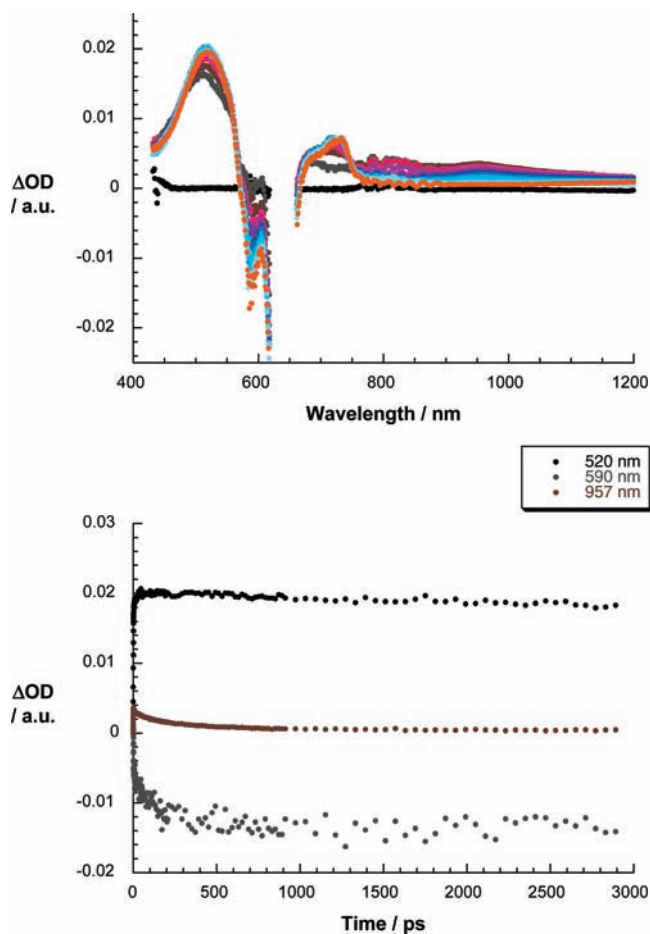 0.02
0.01
ΔOD
/ a.u.
0
-0.01
-0.02
400 600 800 1000 1200
Wavelength / nm
520 nm
590 nm
957 nm
0.03
0.02
0.01
ΔOD
/ a.u.
0
-0.01
-0.02
0 500 1000 1500 2000 2500 3000
Time / ps